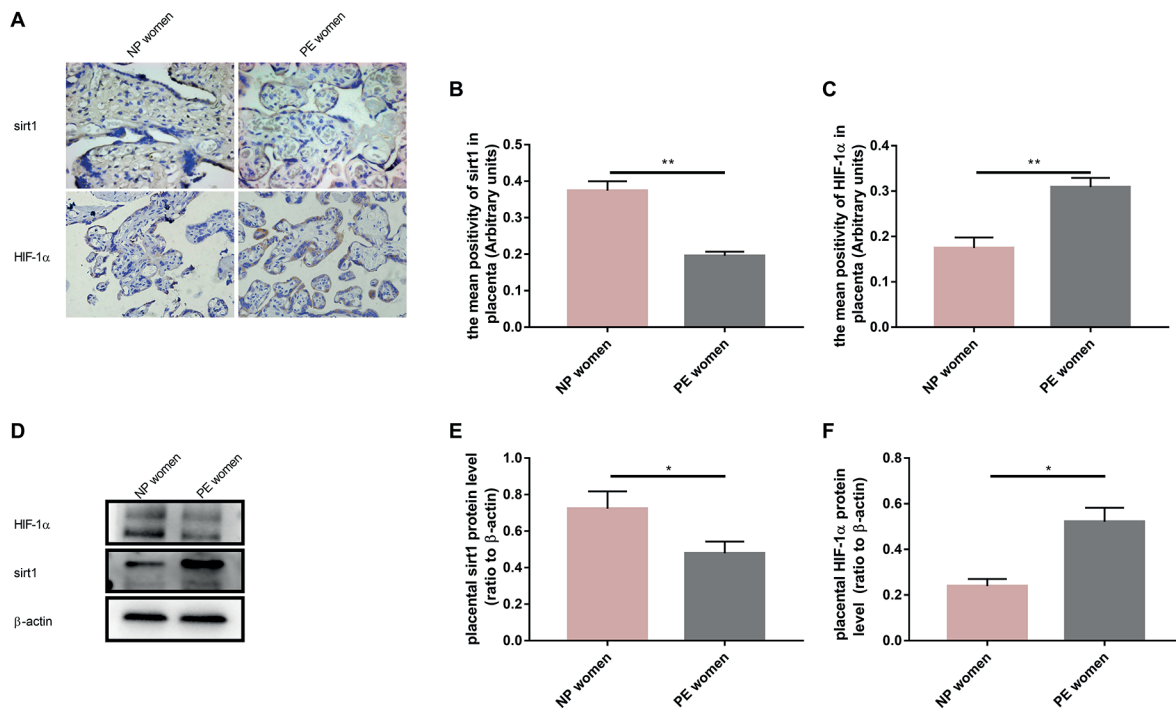 A
NP women
PE women
sirt1
HIF-1α
B
the mean positivity of sirt1 in
placenta (Arbitrary units)
0.5
0.4
0.3
0.2
0.1
0.0
**
NP women
PE women
C
the mean positivity of HIF-1α in
placenta (Arbitrary units)
0.4
0.3
0.2
0.1
0.0
**
NP women
PE women
D
NP women
PE women
HIF-1α
sirt1
β-actin
E
placental sirt1 protein level
(ratio to β-actin)
1.0
0.8
0.6
0.4
0.2
0.0
*
NP women
PE women
F
placental HIF-1α protein
level (ratio to β-actin)
0.8
0.6
0.4
0.2
0.0
*
NP women
PE women